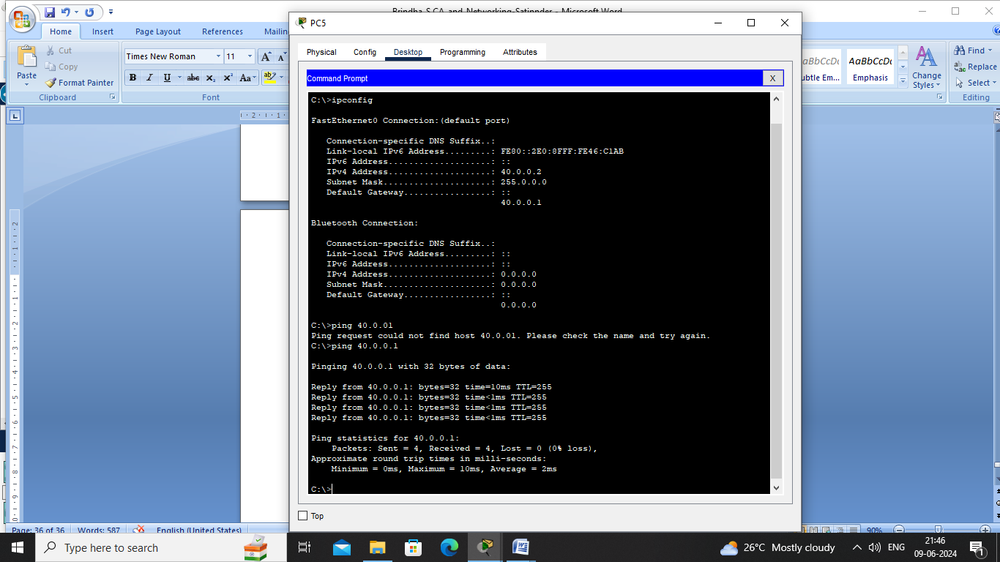 Brindha S CA and Networking-Satinnder - Microsoft Word
PC5
Home Insert Page Layout References Mailin
Physical Config Desktop Programming Attributes
Paste
Cut
Copy
Format Painter
Clipboard
Times New Roman 11
B I U abc x₂ x² Aa ab
Font
AaBbCcDc AaBbCcDc
ubtle Em... Emphasis
Change Styles
Find
Replace
Select
Editing
Command Prompt X
C:\>ipconfig
FastEthernet0 Connection:(default port)
Connection-specific DNS Suffix..:
Link-local IPv6 Address.........: FE80::2E0:8FFF:FE46:C1AB
IPv6 Address....................: ::
IPv4 Address....................: 40.0.0.2
Subnet Mask.....................: 255.0.0.0
Default Gateway.................: ::
40.0.0.1
Bluetooth Connection:
Connection-specific DNS Suffix..:
Link-local IPv6 Address.........: ::
IPv6 Address....................: ::
IPv4 Address....................: 0.0.0.0
Subnet Mask.....................: 0.0.0.0
Default Gateway.................: ::
0.0.0.0
C:\>ping 40.0.01
Ping request could not find host 40.0.01. Please check the name and try again.
C:\>ping 40.0.0.1
Pinging 40.0.0.1 with 32 bytes of data:
Reply from 40.0.0.1: bytes=32 time=10ms TTL=255
Reply from 40.0.0.1: bytes=32 time<1ms TTL=255
Reply from 40.0.0.1: bytes=32 time<1ms TTL=255
Reply from 40.0.0.1: bytes=32 time<1ms TTL=255
Ping statistics for 40.0.0.1:
Packets: Sent = 4, Received = 4, Lost = 0 (0% loss),
Approximate round trip times in milli-seconds:
Minimum = 0ms, Maximum = 10ms, Average = 2ms
C:\>
Top
Page: 36 of 36 Words: 587 English (United States) 90%
Type here to search
26°C Mostly cloudy ENG 21:46
09-06-2024 1